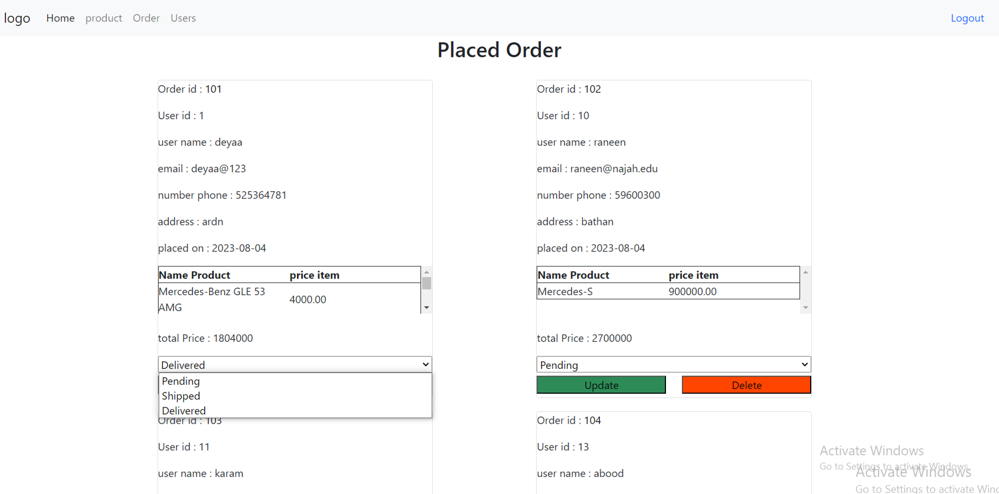 logo Home product Order Users Logout
Placed Order
Order id : 101
User id : 1
user name : deyaa
email : deyaa@123
number phone : 525364781
address : ardn
placed on : 2023-08-04
Name Product price item
Mercedes-Benz GLE 53
AMG
4000.00
total Price : 1804000
Delivered
Pending
Shipped
Delivered
Order id : 102
User id : 10
user name : raneen
email : raneen@najah.edu
number phone : 59600300
address : bathan
placed on : 2023-08-04
Name Product price item
Mercedes-S 900000.00
total Price : 2700000
Pending
Update Delete
Order id : 103
User id : 11
user name : karam
Order id : 104
User id : 13
user name : abood
Activate Windows
Go to Settings to activate Windows.
Activate Windows
Go to Settings to activate Wind